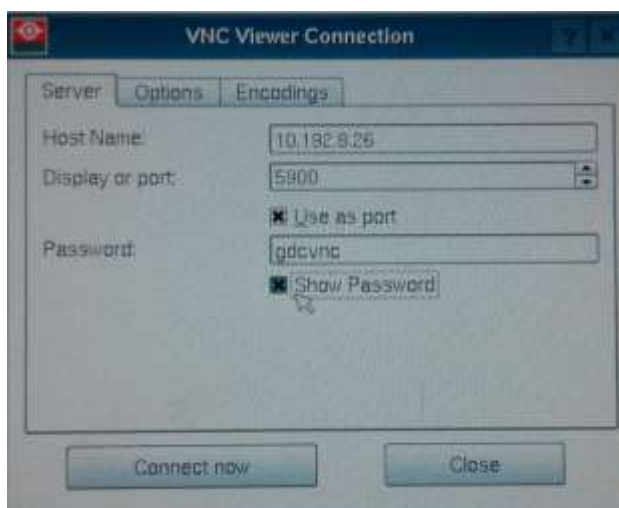 VNC Viewer Connection
Server Options Encodings
Host Name: 10.192.8.26
Display or port: 5900
Use as port
Password: gdcvnc
Show Password
Connect now Close